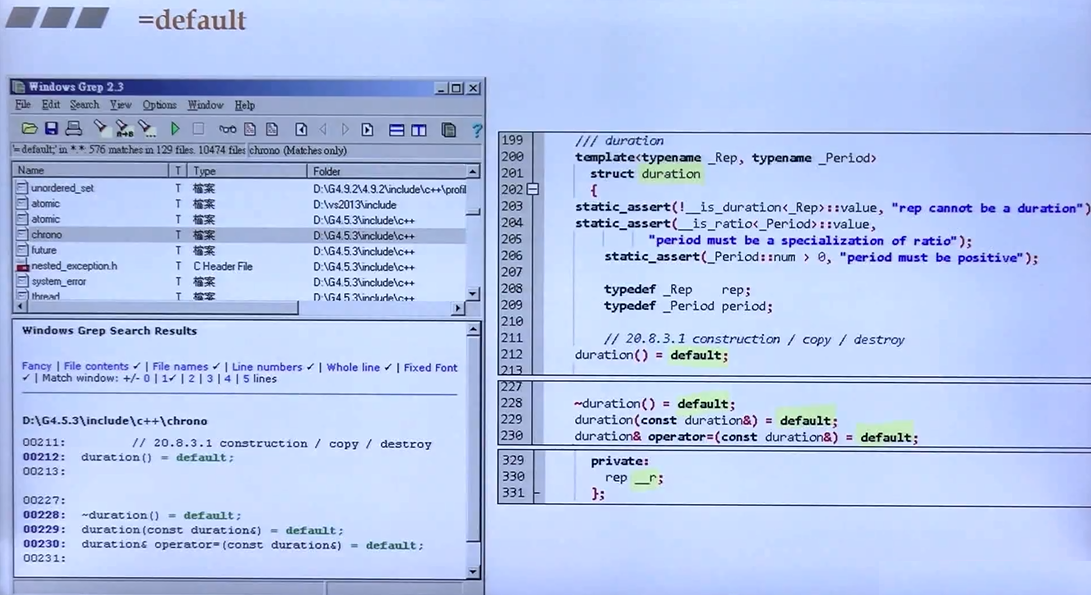 =default
Windows Grep 2.3
File Edit Search View Options Window Help
'=default;' in *.*: 576 matches in 129 files. 10474 files chrono (Matches only)
Name T Type Folder
unordered_set T 檔案 D:\G4.9.2\4.9.2\include\c++\profil
atomic T 檔案 D:\vs2013\include
atomic T 檔案 D:\G4.5.3\include\c++
chrono T 檔案 D:\G4.5.3\include\c++
future T 檔案 D:\G4.5.3\include\c++
nested_exception.h T C Header File D:\G4.5.3\include\c++
system_error T 檔案 D:\G4.5.3\include\c++
thread T 檔案 D:\G4.5.3\include\c++
Windows Grep Search Results
Fancy | File contents ✓ | File names ✓ | Line numbers ✓ | Whole line ✓ | Fixed Font
✓ | Match window: +/- 0 | 1✓ | 2 | 3 | 4 | 5 lines
D:\G4.5.3\include\c++\chrono
00211: // 20.8.3.1 construction / copy / destroy
00212: duration() = default;
00213:
00227:
00228: ~duration() = default;
00229: duration(const duration&) = default;
00230: duration& operator=(const duration&) = default;
00231:
199 /// duration
200 template<typename _Rep, typename _Period>
201 struct duration
202 {
203 static_assert(!__is_duration<_Rep>::value, "rep cannot be a duration")
204 static_assert(__is_ratio<_Period>::value,
205 "period must be a specialization of ratio");
206 static_assert(_Period::num > 0, "period must be positive");
207
208 typedef _Rep rep;
209 typedef _Period period;
210
211 // 20.8.3.1 construction / copy / destroy
212 duration() = default;
213
227
228 ~duration() = default;
229 duration(const duration&) = default;
230 duration& operator=(const duration&) = default;
329 private:
330 rep __r;
331 };